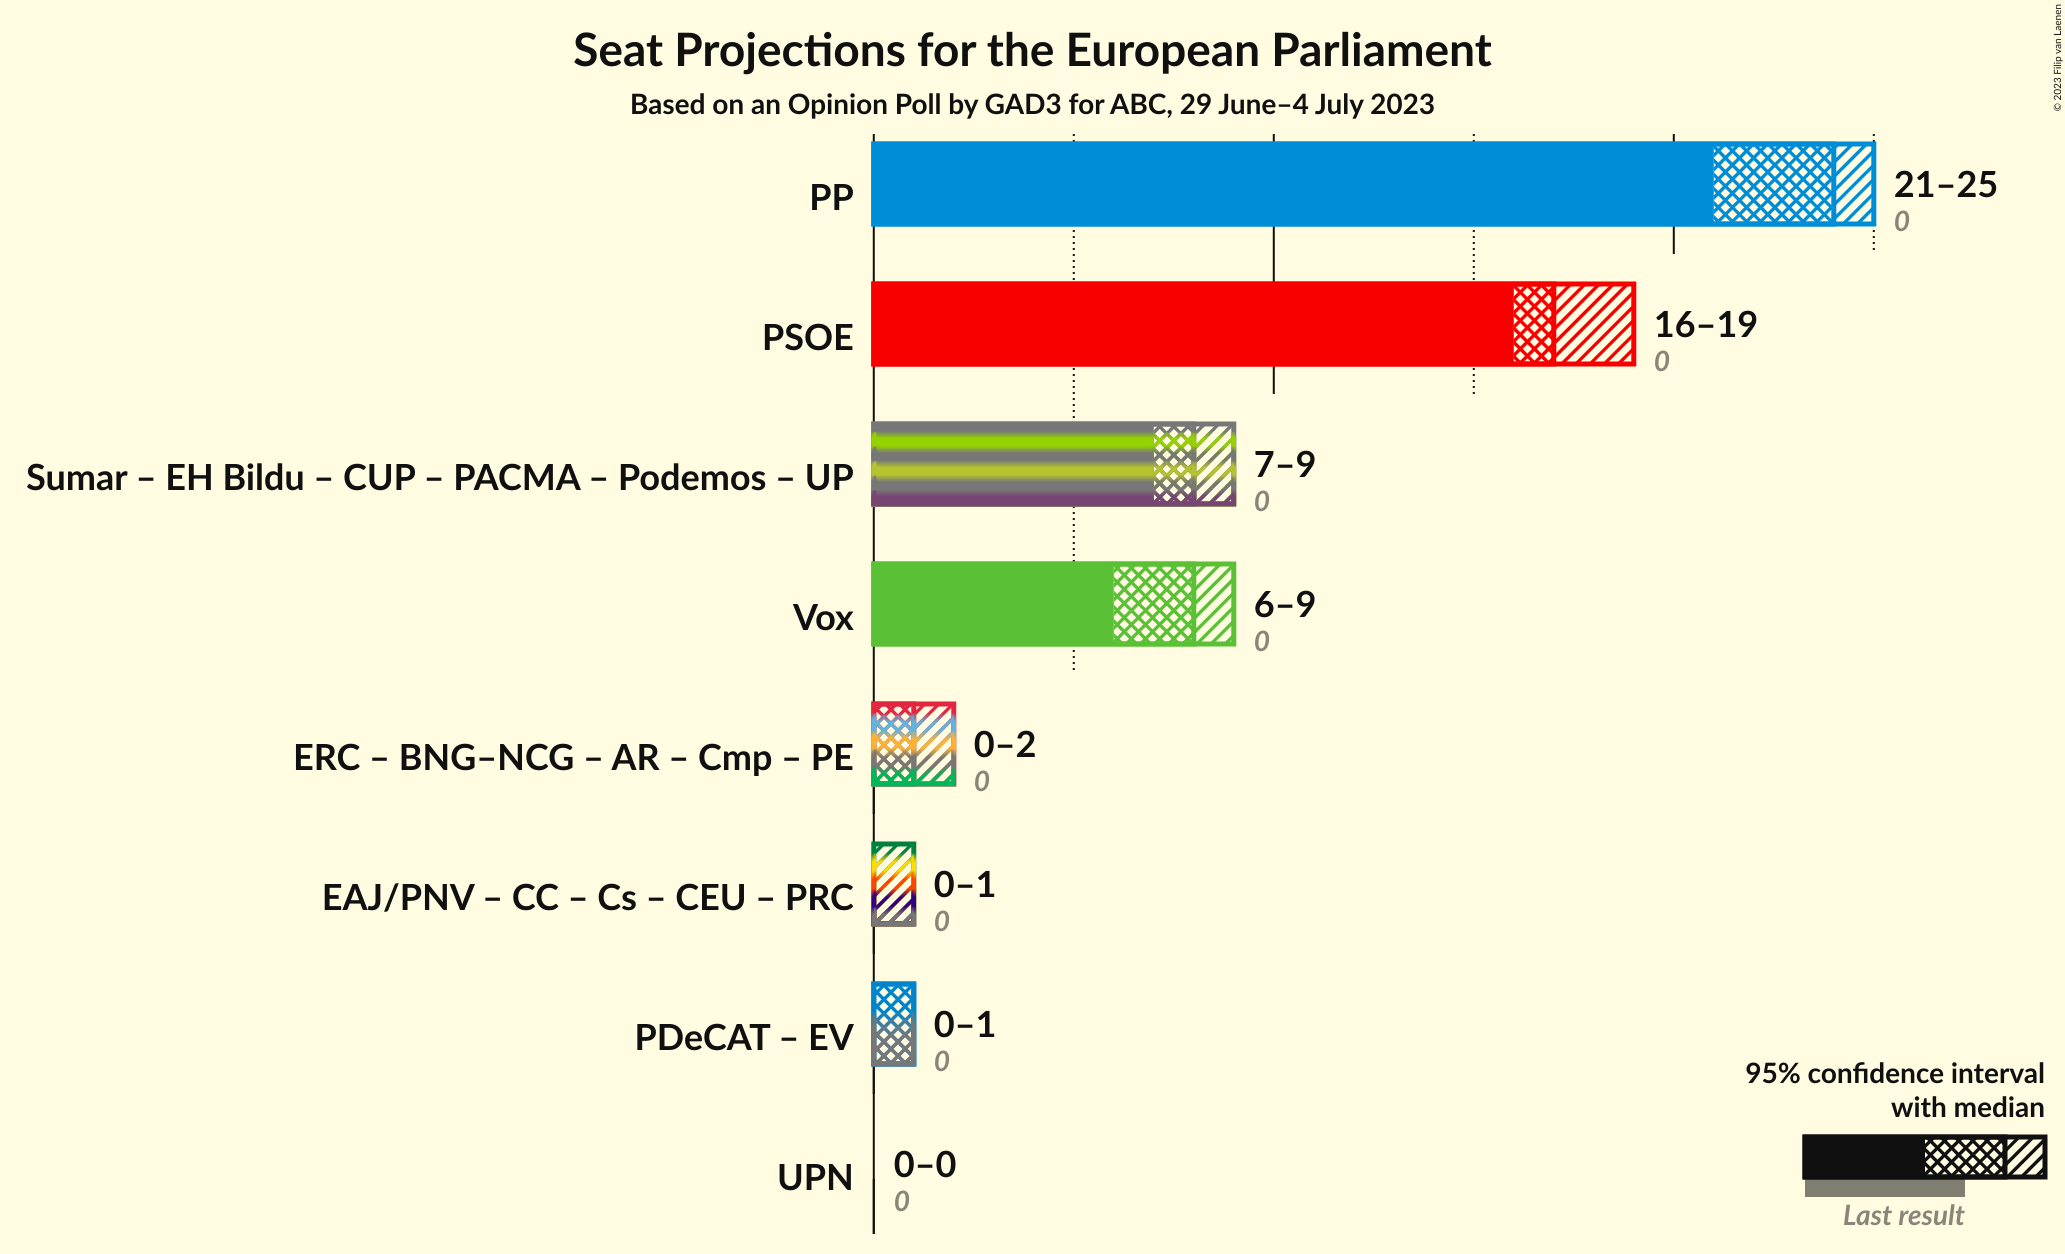 Seat Projections for the European Parliament
Based on an Opinion Poll by GAD3 for ABC, 29 June–4 July 2023
© 2023 Filip van Laenen
PP
21–25
0
PSOE
16–19
0
Sumar – EH Bildu – CUP – PACMA – Podemos – UP
7–9
0
Vox
6–9
0
ERC – BNG–NCG – AR – Cmp – PE
0–2
0
EAJ/PNV – CC – Cs – CEU – PRC
0–1
0
PDeCAT – EV
0–1
0
UPN
0–0
0
95% confidence interval
with median
Last result